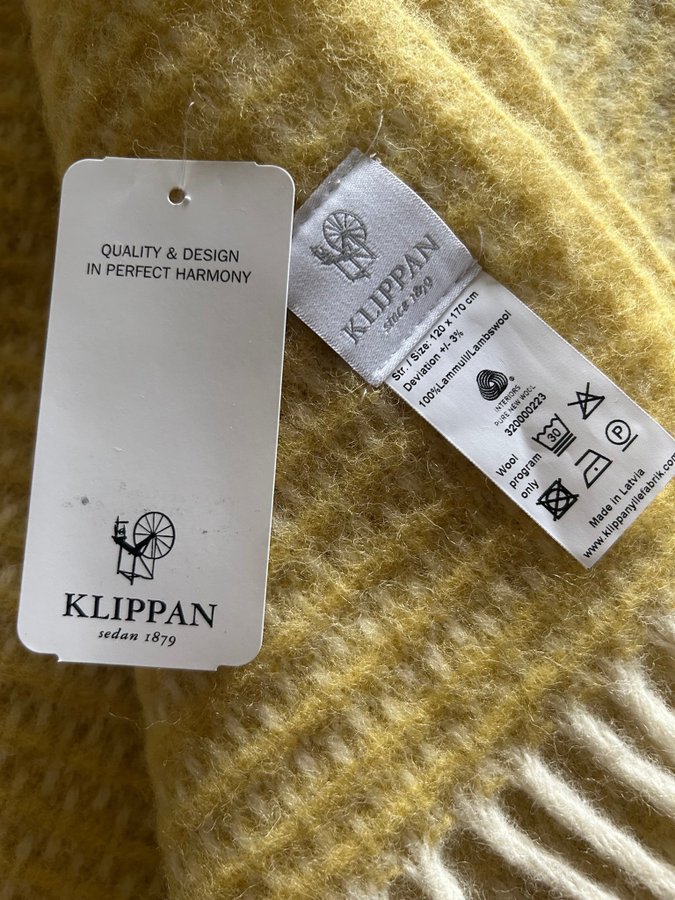 QUALITY & DESIGN
IN PERFECT HARMONY
KLIPPAN
sedan 1879
KLIPPAN
since 1879
Str. / Size: 120 x 170 cm
Deviation +/- 3%
100%Lammull/Lambswool
INTERIORS
PURE NEW WOOL
320000223
Wool
program
only
30
P
Made in Latvia
www.klippanyllefabrik.com